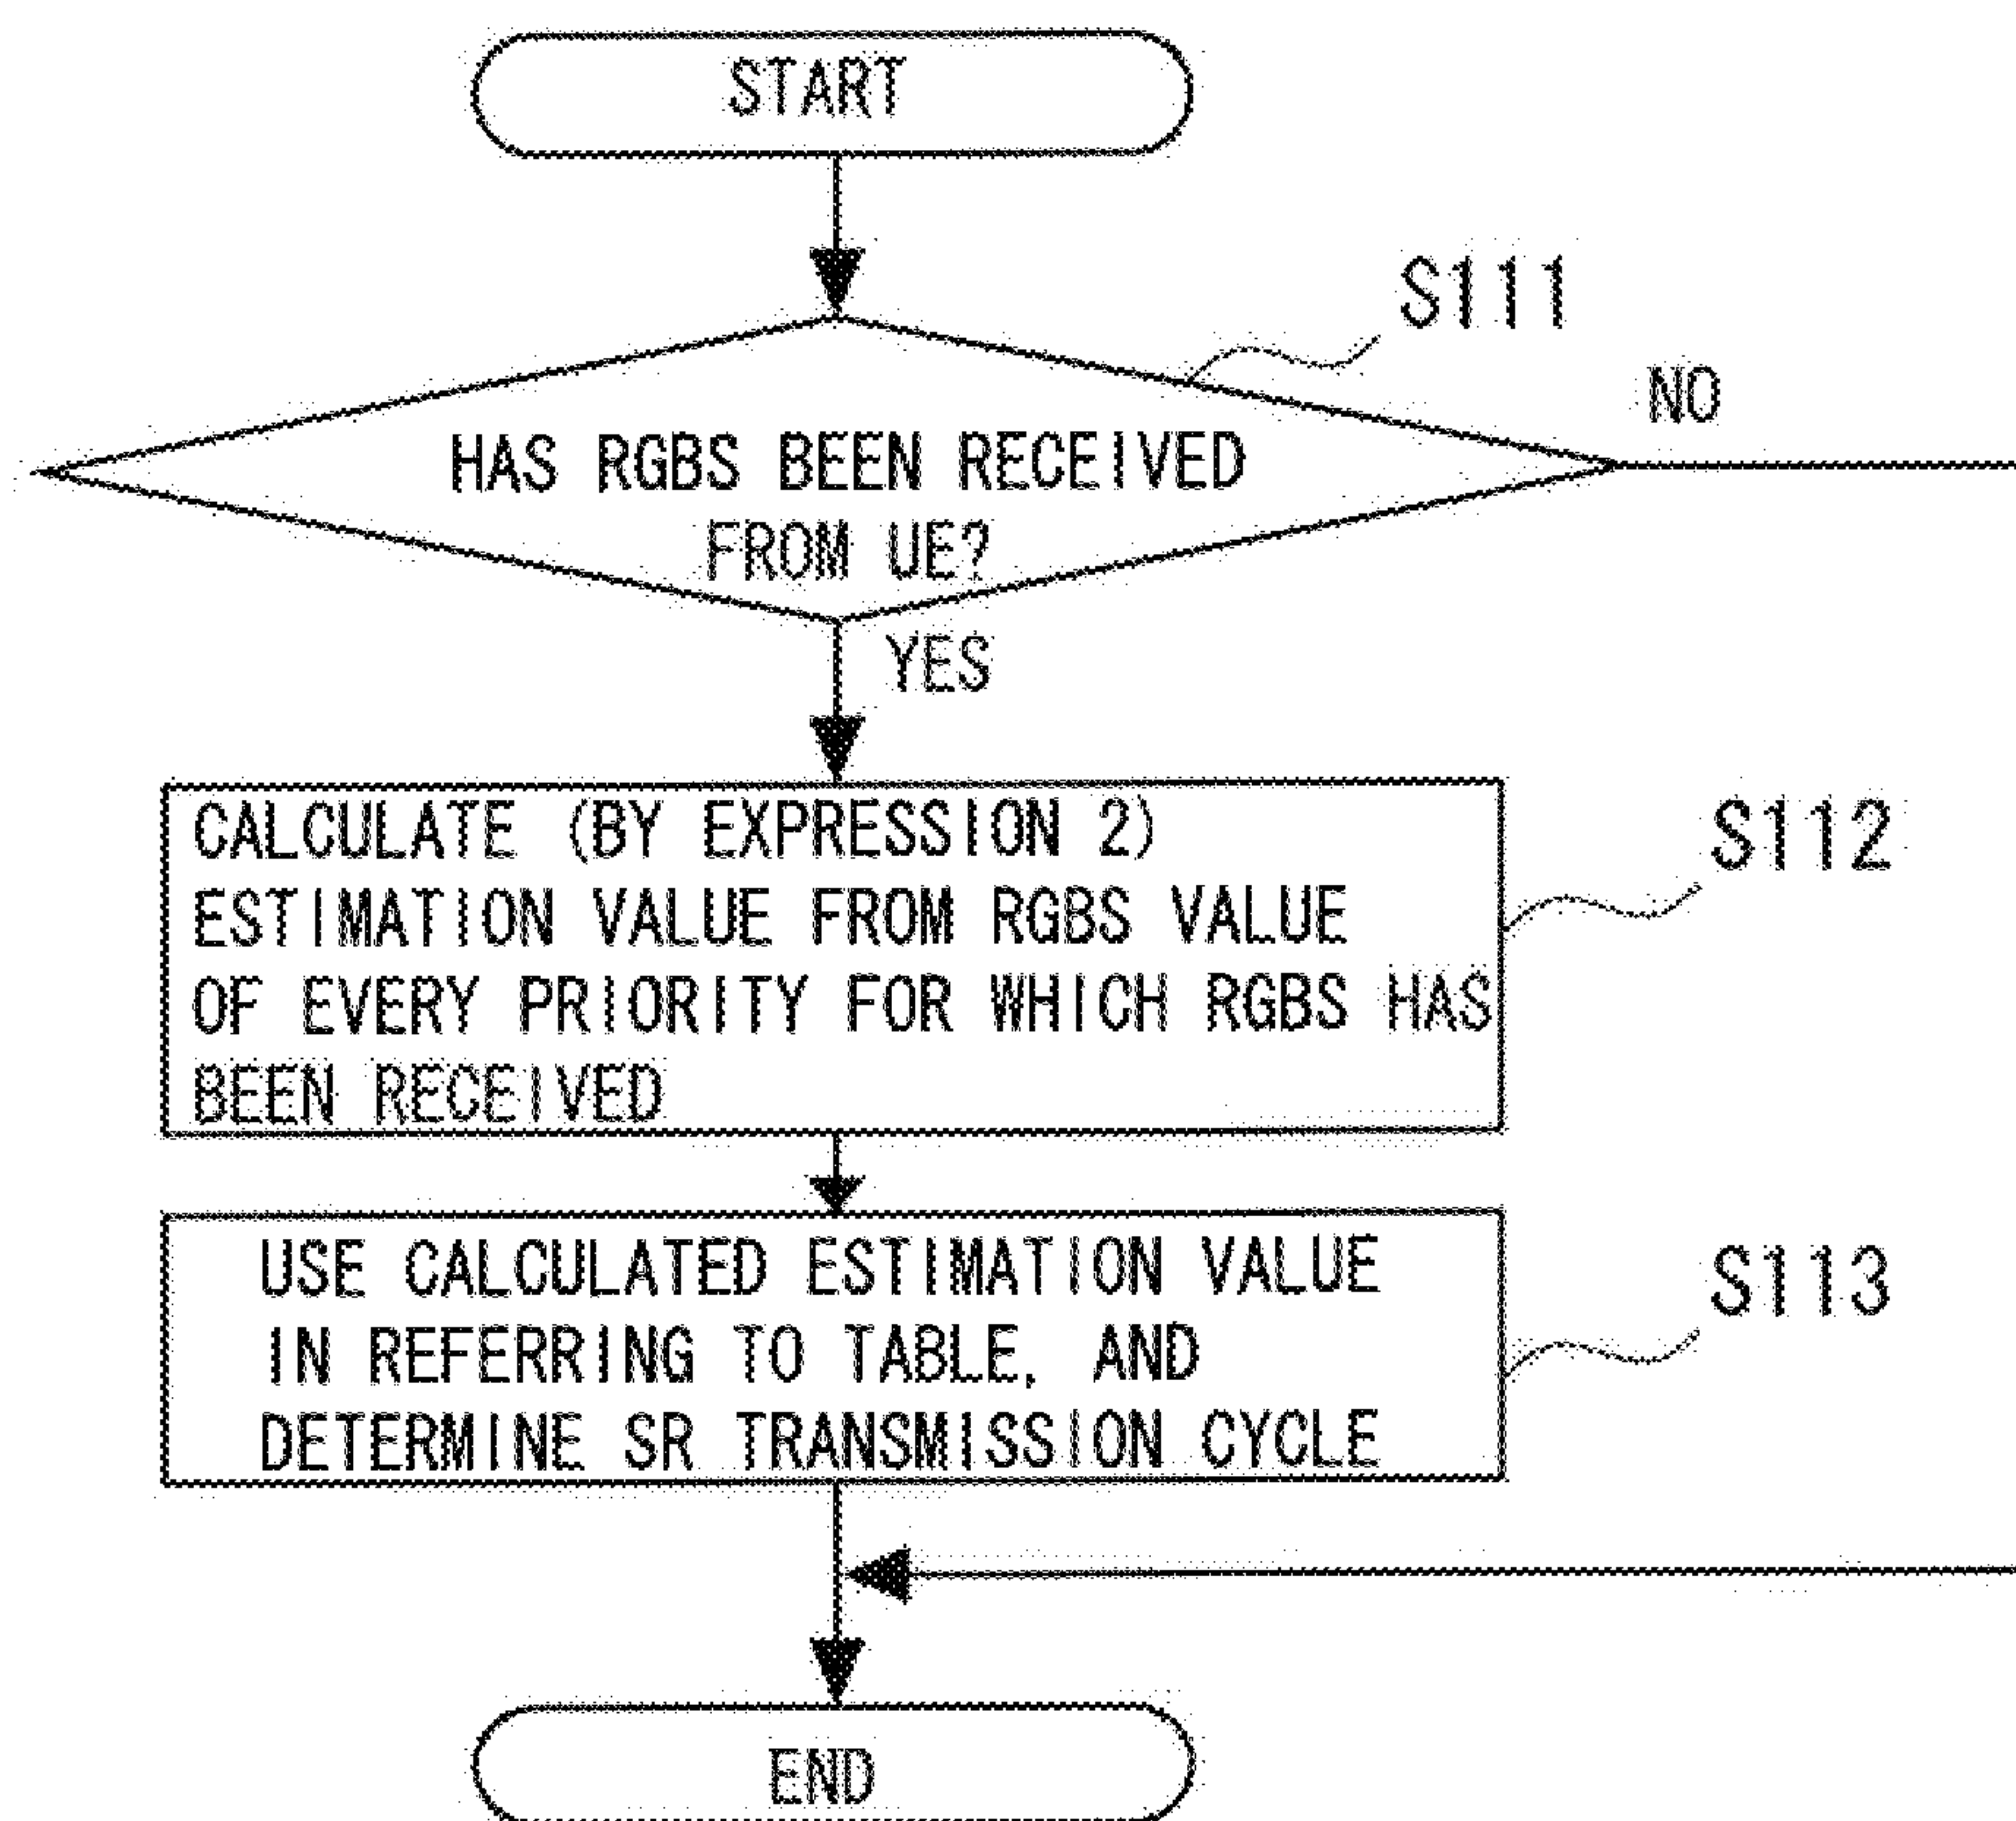 START
S111
NO
HAS RGBS BEEN RECEIVED
FROM UE?
YES
CALCULATE (BY EXPRESSION 2)
ESTIMATION VALUE FROM RGBS VALUE
OF EVERY PRIORITY FOR WHICH RGBS HAS
BEEN RECEIVED
S112
USE CALCULATED ESTIMATION VALUE
IN REFERRING TO TABLE, AND
DETERMINE SR TRANSMISSION CYCLE
S113
END